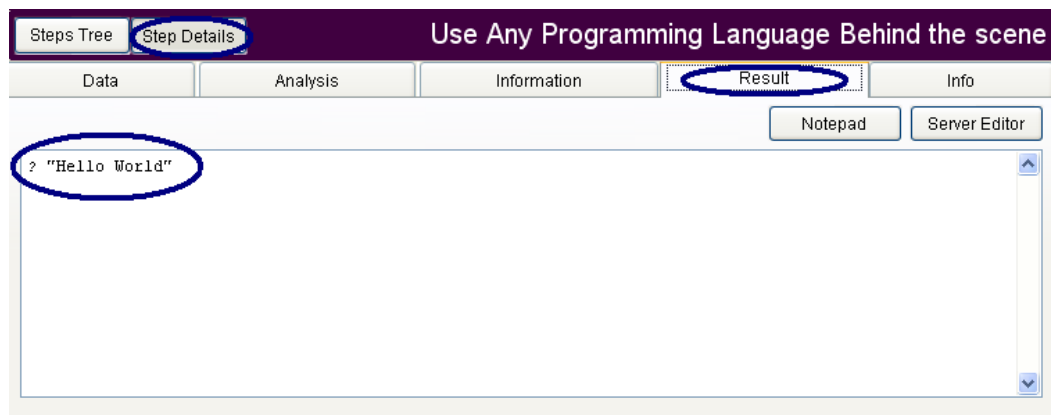 Steps Tree Step Details Use Any Programming Language Behind the scene
Data Analysis Information Result Info
Notepad Server Editor
? "Hello World"